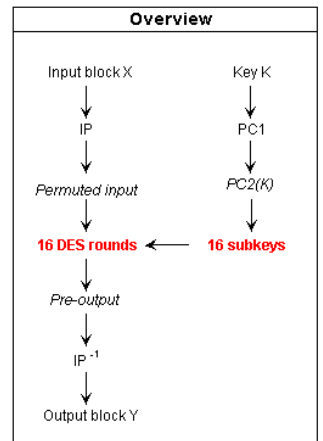 Overview
Input block X Key K
IP PC1
Permuted input PC2(K)
16 DES rounds 16 subkeys
Pre-output
IP -1
Output block Y